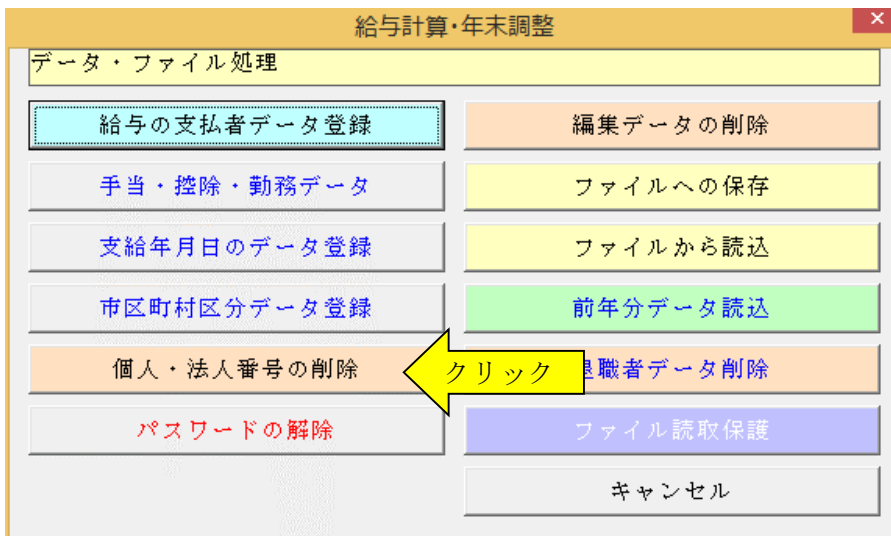 給与計算・年末調整
データ・ファイル処理
給与の支払者データ登録
編集データの削除
手当・控除・勤務データ
ファイルへの保存
支給年月日のデータ登録
ファイルから読込
市区町村区分データ登録
前年分データ読込
個人・法人番号の削除
クリック
職者データ削除
パスワードの解除
ファイル読取保護
キャンセル